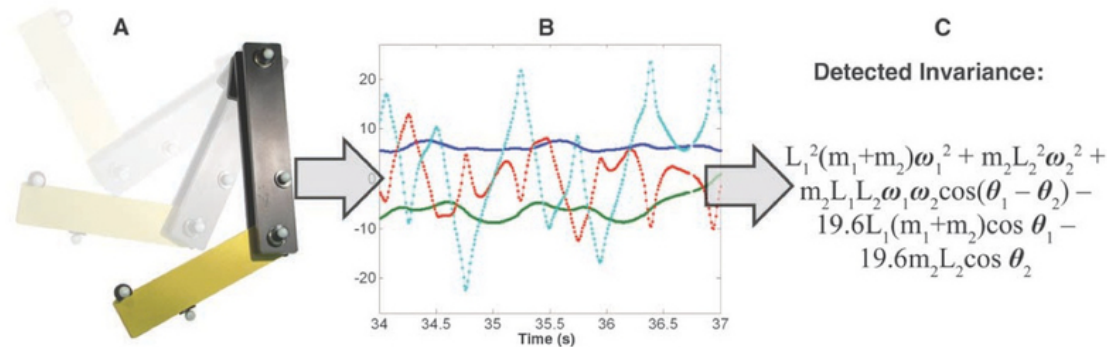 A
B
C
20
10
0
-10
-20
34
34.5
35
35.5
36
36.5
37
Time (s)
Detected Invariance:
L₁²(m₁+m₂)ω₁² + m₂L₂²ω₂² +
m₂L₁L₂ω₁ω₂cos(θ₁ − θ₂) −
19.6L₁(m₁+m₂)cos θ₁ −
19.6m₂L₂cos θ₂